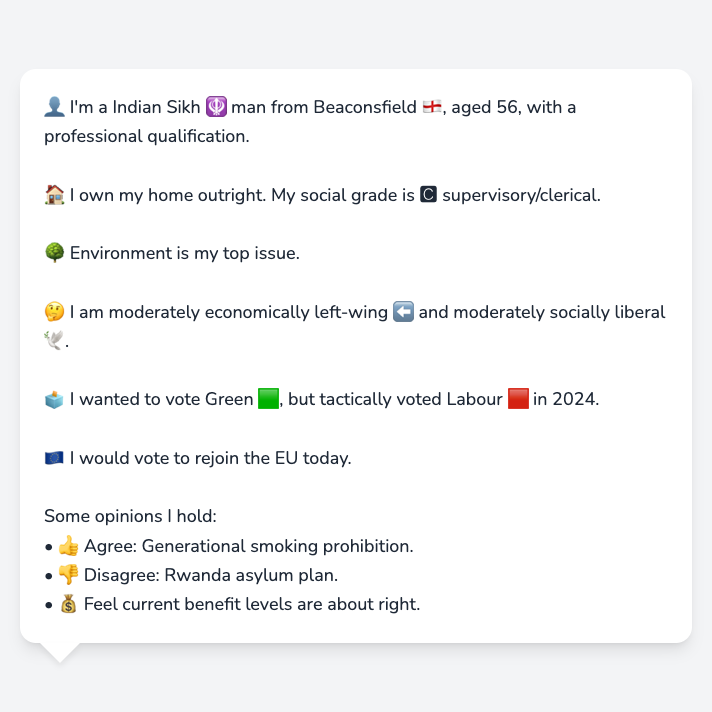 👤 I'm a Indian Sikh 🪯 man from Beaconsfield 🏴󠁧󠁢󠁥󠁮󠁧󠁿, aged 56, with a
professional qualification.
🏠 I own my home outright. My social grade is 🅲 supervisory/clerical.
🌳 Environment is my top issue.
🤔 I am moderately economically left-wing ⬅️ and moderately socially liberal
🕊️.
🗳️ I wanted to vote Green 🟩, but tactically voted Labour 🟥 in 2024.
🇪🇺 I would vote to rejoin the EU today.
Some opinions I hold:
• 👍 Agree: Generational smoking prohibition.
• 👎 Disagree: Rwanda asylum plan.
• 💰 Feel current benefit levels are about right.